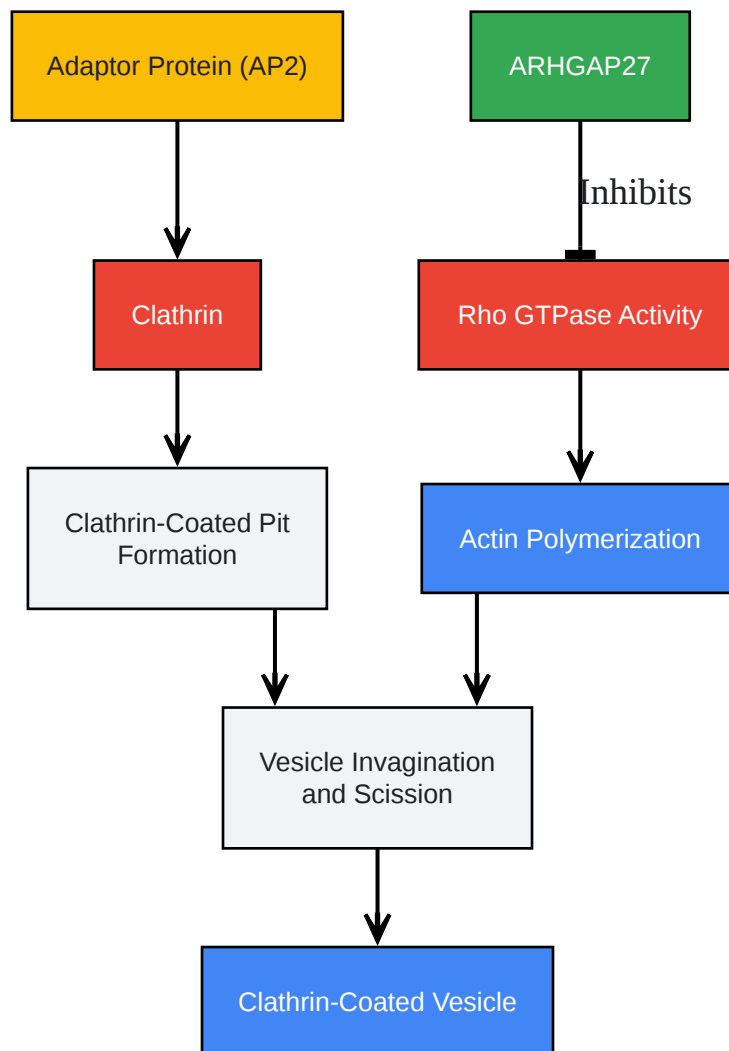 Adaptor Protein (AP2)
ARHGAP27
Inhibits
Clathrin
Rho GTPase Activity
Clathrin-Coated Pit
Formation
Actin Polymerization
Vesicle Invagination
and Scission
Clathrin-Coated Vesicle